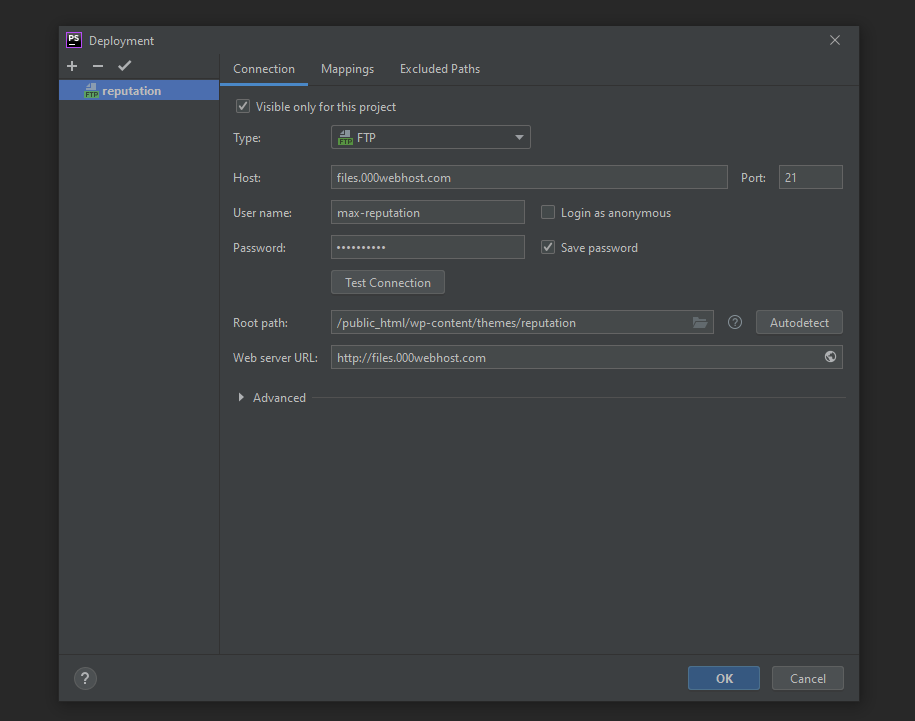 PS Deployment
FTP reputation
Connection Mappings Excluded Paths
Visible only for this project
Type: FTP FTP
Host: files.000webhost.com Port: 21
User name: max-reputation Login as anonymous
Password: •••••••••• Save password
Test Connection
Root path: /public_html/wp-content/themes/reputation ? Autodetect
Web server URL: http://files.000webhost.com
Advanced
? OK Cancel